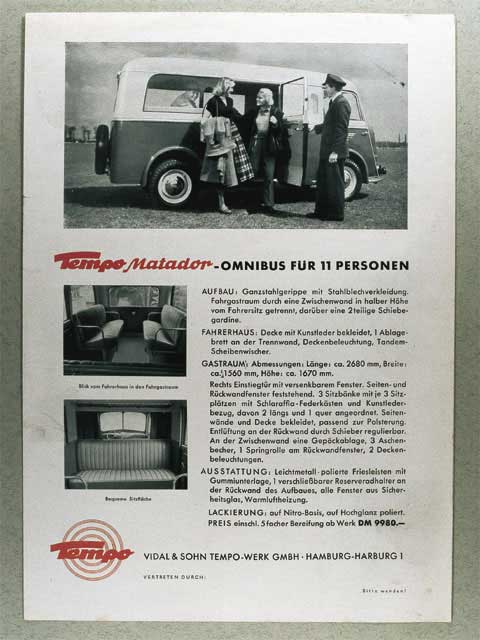 Tempo Matador-OMNIBUS FÜR 11 PERSONEN
AUFBAU: Ganzstahlgerippe mit Stahlblechverkleidung.
Fahrgastraum durch eine Zwischenwand in halber Höhe
vom Fahrersitz getrennt, darüber eine 2teilige Schiebe-
gardine.
FAHRERHAUS: Decke mit Kunstleder bekleidet, 1 Ablage-
brett an der Trennwand, Deckenbeleuchtung, Tandem-
Scheibenwischer.
GASTRAUM: Abmessungen: Länge: ca. 2680 mm, Breite:
ca. 1560 mm, Höhe: ca. 1670 mm.
Rechts Einstiegtür mit versenkbarem Fenster. Seiten- und
Rückwandfenster feststehend. 3 Sitzbänke mit je 3 Sitz-
plätzen mit Schlaraffia-Federkästen und Kunstleder-
bezug, davon 2 längs und 1 quer angeordnet. Seiten-
wände und Decke bekleidet, passend zur Polsterung.
Entlüftung an der Rückwand durch Schieber regulierbar.
An der Zwischenwand eine Gepäckablage, 3 Aschen-
becher, 1 Springrolle am Rückwandfenster, 2 Decken-
beleuchtungen.
AUSSTATTUNG: Leichtmetall-polierte Friesleisten mit
Gummiunterlage, 1 verschließbarer Reserveradhalter an
der Rückwand des Aufbaues, alle Fenster aus Sicher-
heitsglas, Warmluftheizung.
LACKIERUNG: auf Nitro-Basis, auf Hochglanz poliert.
PREIS einschl. 5facher Bereifung ab Werk DM 9980.—
Blick vom Fahrerhaus in den Fahrgastraum
Bequeme Sitzfläche
Tempo
VIDAL & SOHN TEMPO-WERK GMBH · HAMBURG-HARBURG 1
VERTRETEN DURCH:
Bitte wenden!